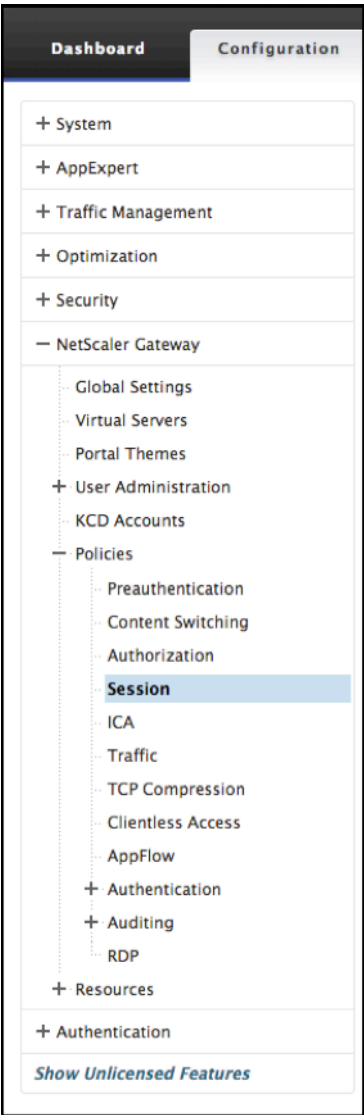 Dashboard Configuration
System
AppExpert
Traffic Management
Optimization
Security
NetScaler Gateway
Global Settings
Virtual Servers
Portal Themes
User Administration
KCD Accounts
Policies
Preauthentication
Content Switching
Authorization
Session
ICA
Traffic
TCP Compression
Clientless Access
AppFlow
Authentication
Auditing
RDP
Resources
Authentication
Show Unlicensed Features